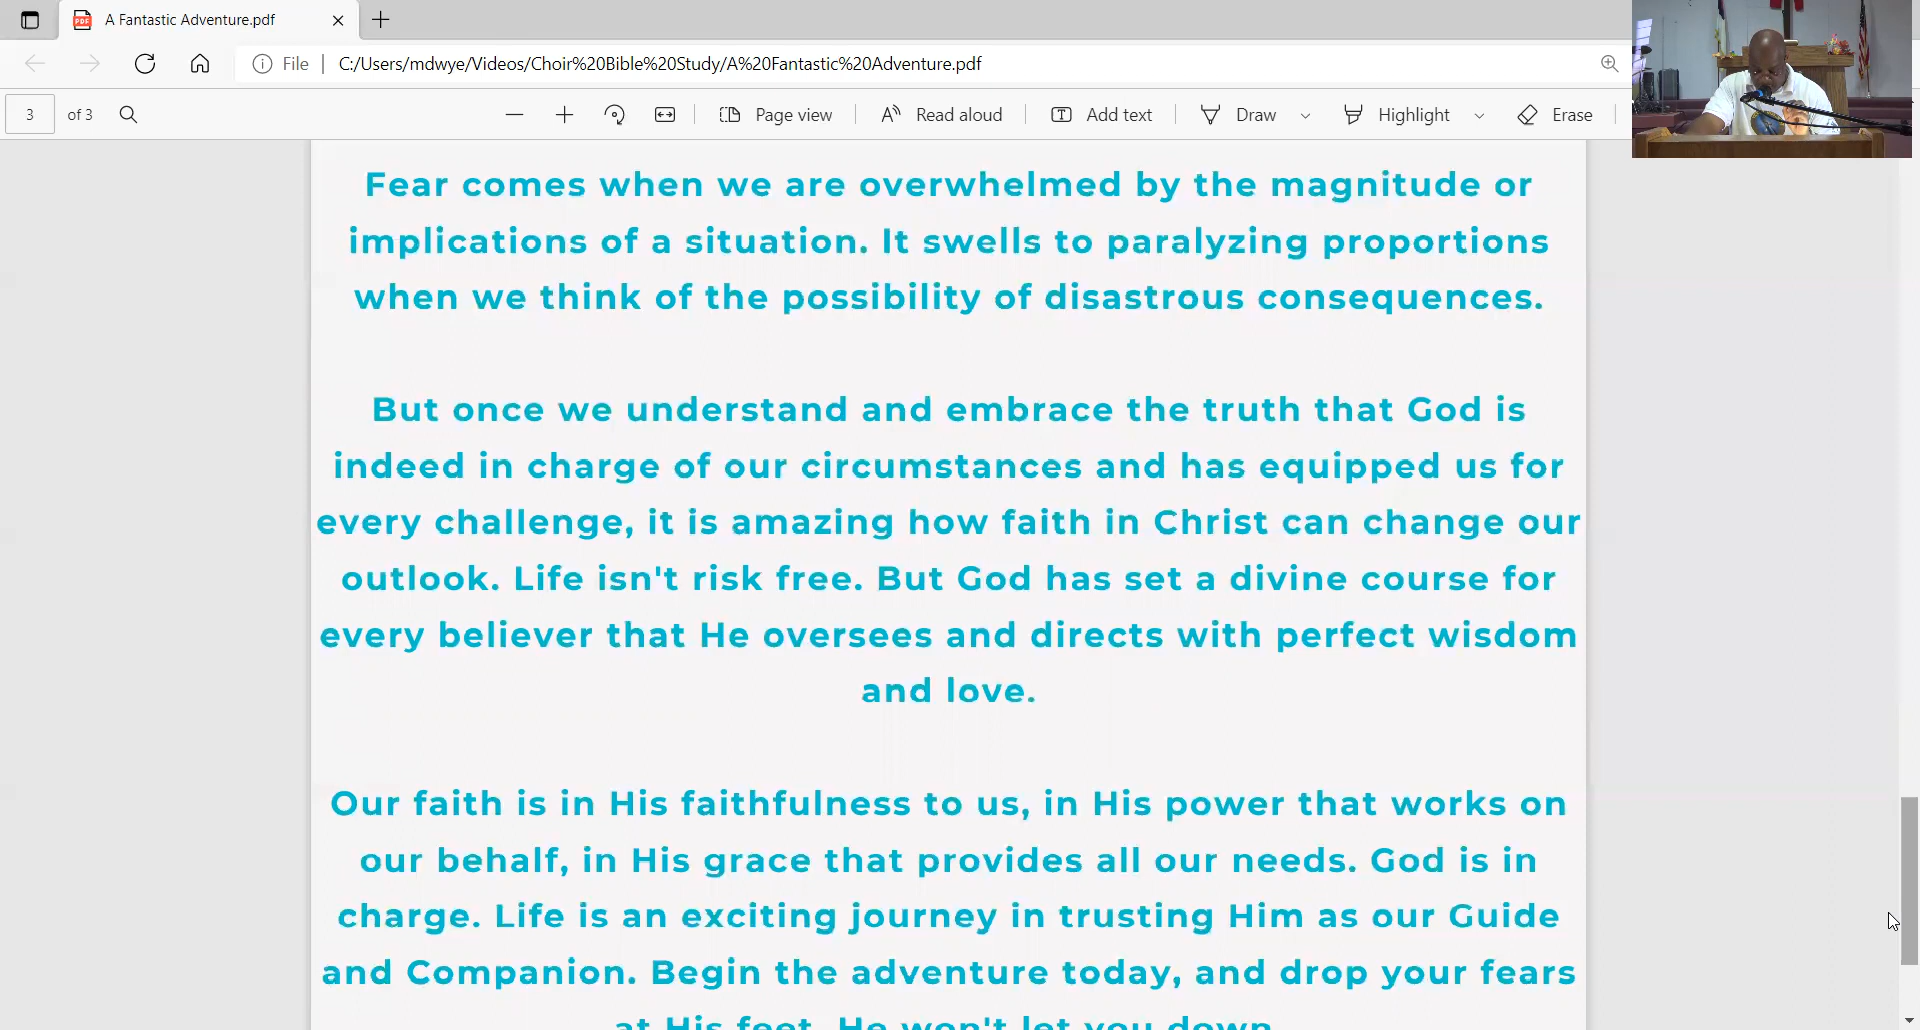 A Fantastic Adventure.pdf
File | C:/Users/mdwye/Videos/Choir%20Bible%20Study/A%20Fantastic%20Adventure.pdf
3 of 3 Page view Read aloud Add text Draw Highlight Erase
Fear comes when we are overwhelmed by the magnitude or
implications of a situation. It swells to paralyzing proportions
when we think of the possibility of disastrous consequences.
But once we understand and embrace the truth that God is
indeed in charge of our circumstances and has equipped us for
every challenge, it is amazing how faith in Christ can change our
outlook. Life isn't risk free. But God has set a divine course for
every believer that He oversees and directs with perfect wisdom
and love.
Our faith is in His faithfulness to us, in His power that works on
our behalf, in His grace that provides all our needs. God is in
charge. Life is an exciting journey in trusting Him as our Guide
and Companion. Begin the adventure today, and drop your fears
at His feet. He won't let you down